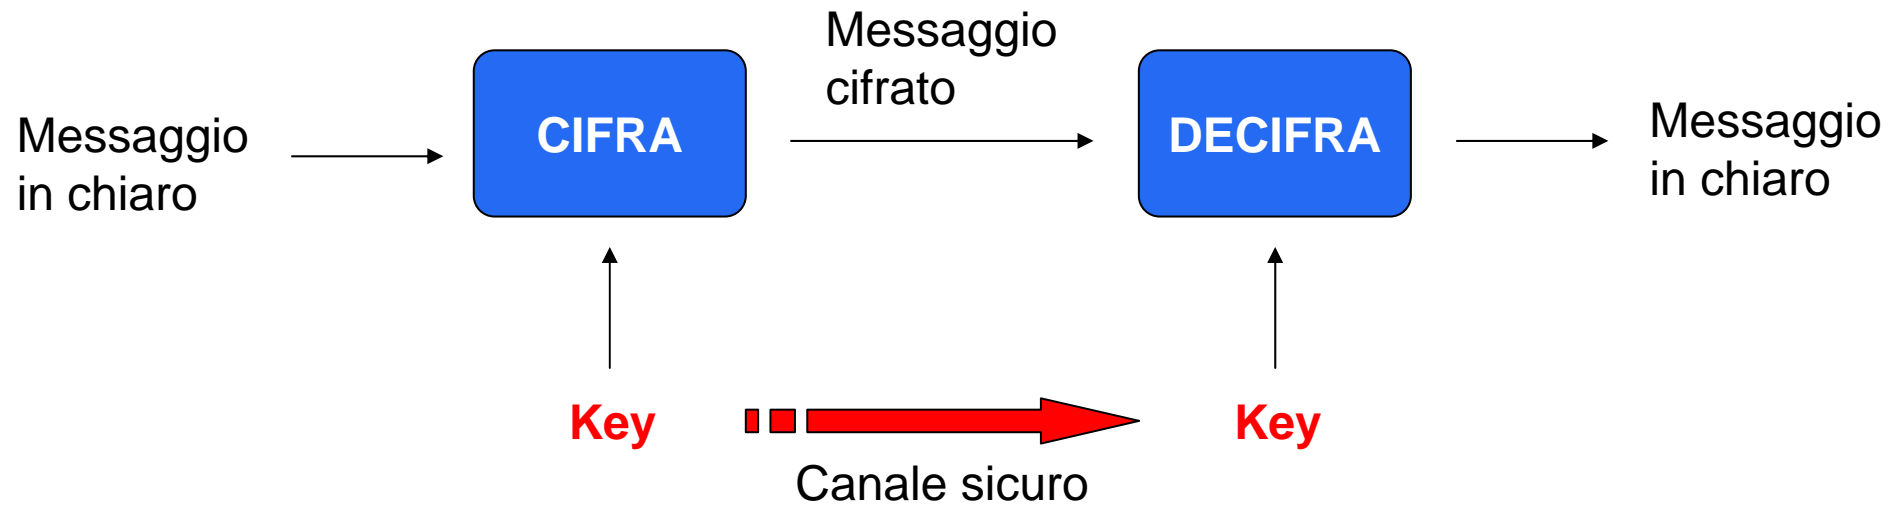 Messaggio
in chiaro
CIFRA
Messaggio
cifrato
DECIFRA
Messaggio
in chiaro
Key
Key
Canale sicuro